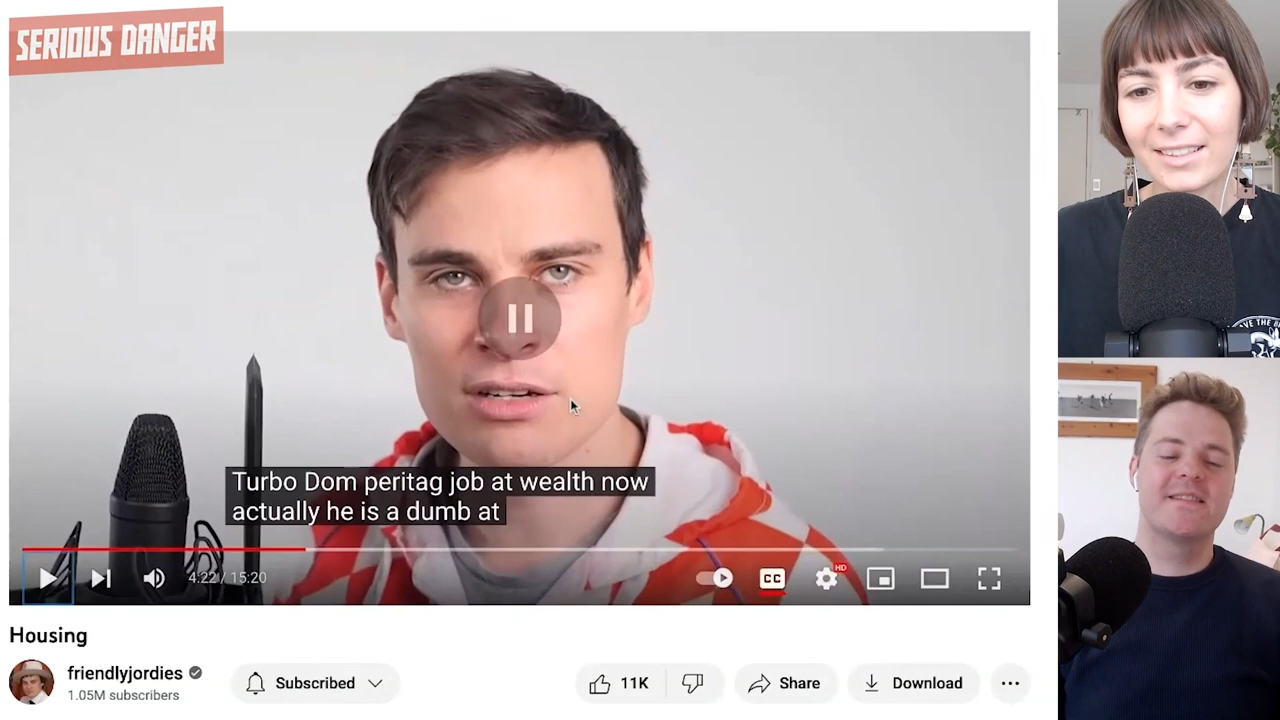 SERIOUS DANGER
Turbo Dom peritag job at wealth now
actually he is a dumb at
4:22 / 15:20
CC
HD
Housing
friendlyjordies
1.05M subscribers
Subscribed
11K
Share
Download